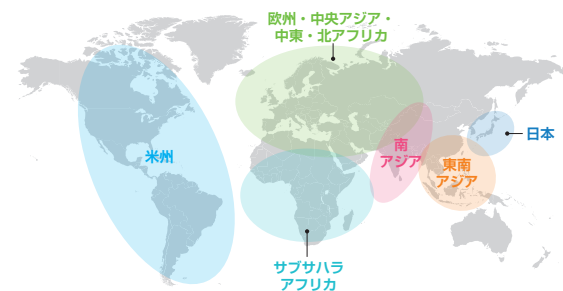 欧州・中央アジア・
中東・北アフリカ
米州
南
アジア
東南
アジア
日本
サブサハラ
アフリカ